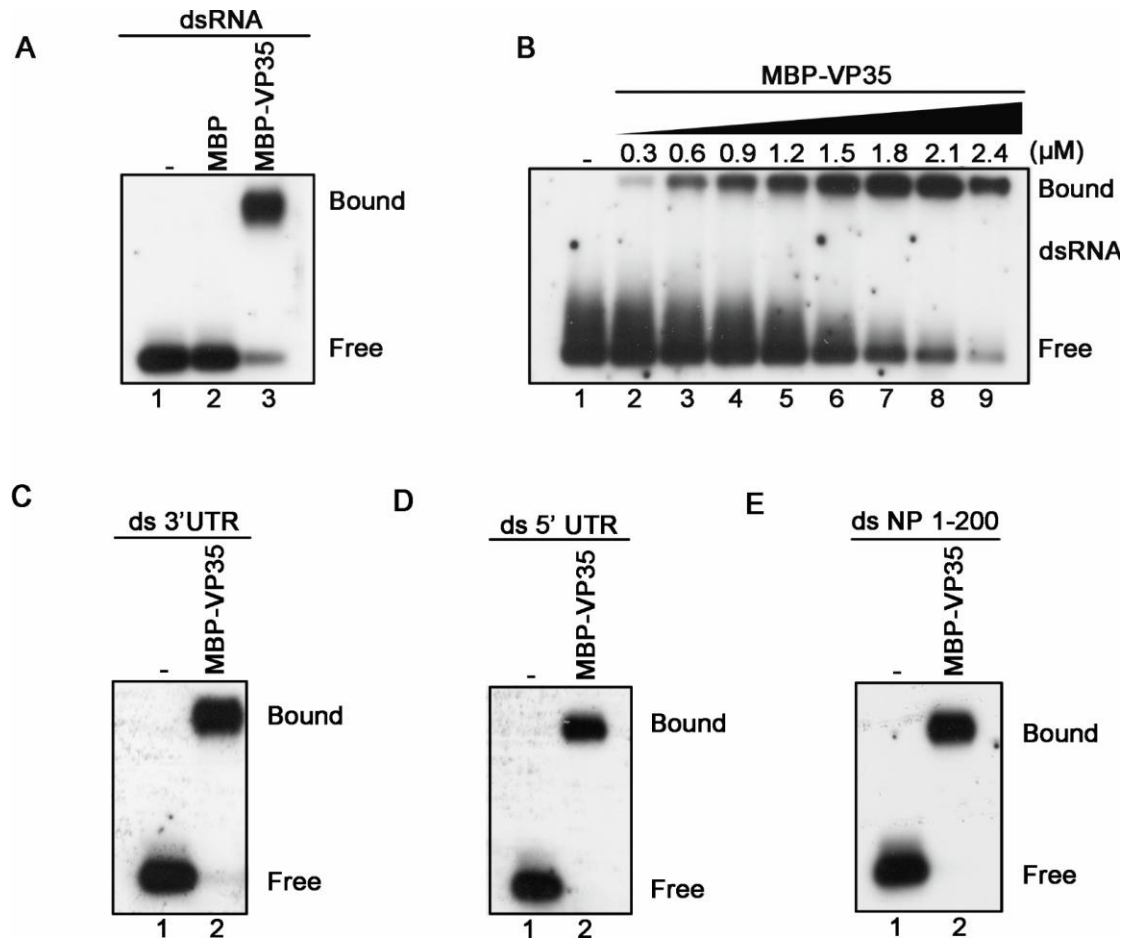 A
dsRNA
-
MBP
MBP-VP35
Bound
Free
1 2 3
B
MBP-VP35
- 0.3 0.6 0.9 1.2 1.5 1.8 2.1 2.4 (µM)
Bound
dsRNA
Free
1 2 3 4 5 6 7 8 9
C
ds 3'UTR
-
MBP-VP35
Bound
Free
1 2
D
ds 5' UTR
-
MBP-VP35
Bound
Free
1 2
E
ds NP 1-200
-
MBP-VP35
Bound
Free
1 2